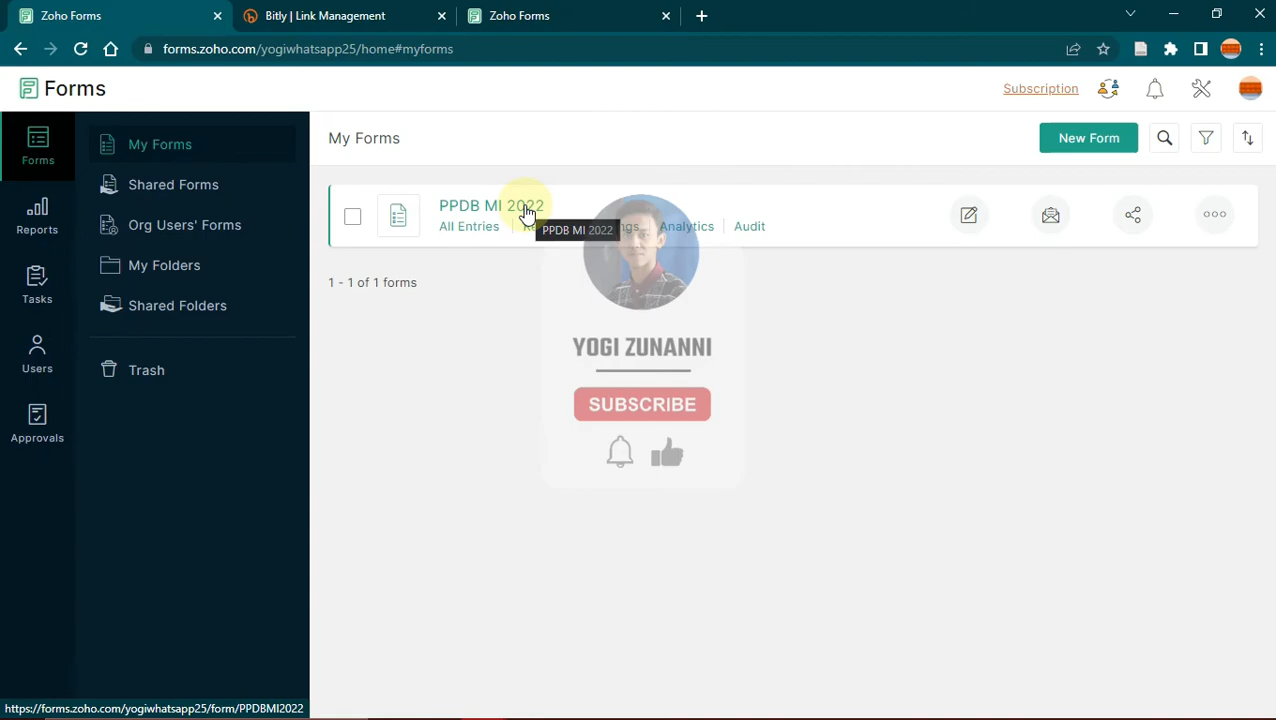 Zoho Forms
Bitly | Link Management
Zoho Forms
forms.zoho.com/yogiwhatsapp25/home#myforms
Forms
Subscription
Forms
Reports
Tasks
Users
Approvals
My Forms
Shared Forms
Org Users' Forms
My Folders
Shared Folders
Trash
My Forms
New Form
PPDB MI 2022
All Entries
Analytics
Audit
PPDB MI 2022
1 - 1 of 1 forms
YOGI ZUNANNI
SUBSCRIBE
https://forms.zoho.com/yogiwhatsapp25/form/PPDBMI2022